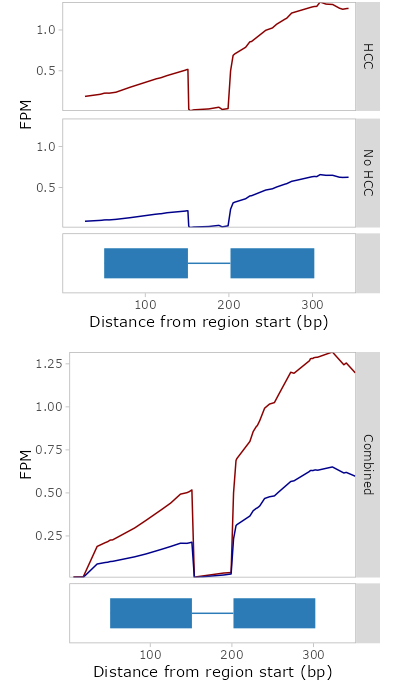 HCC
1.0
0.5
FPM
No HCC
1.0
0.5
100 200 300
Distance from region start (bp)
Combined
1.25
1.00
0.75
0.50
0.25
FPM
100 200 300
Distance from region start (bp)